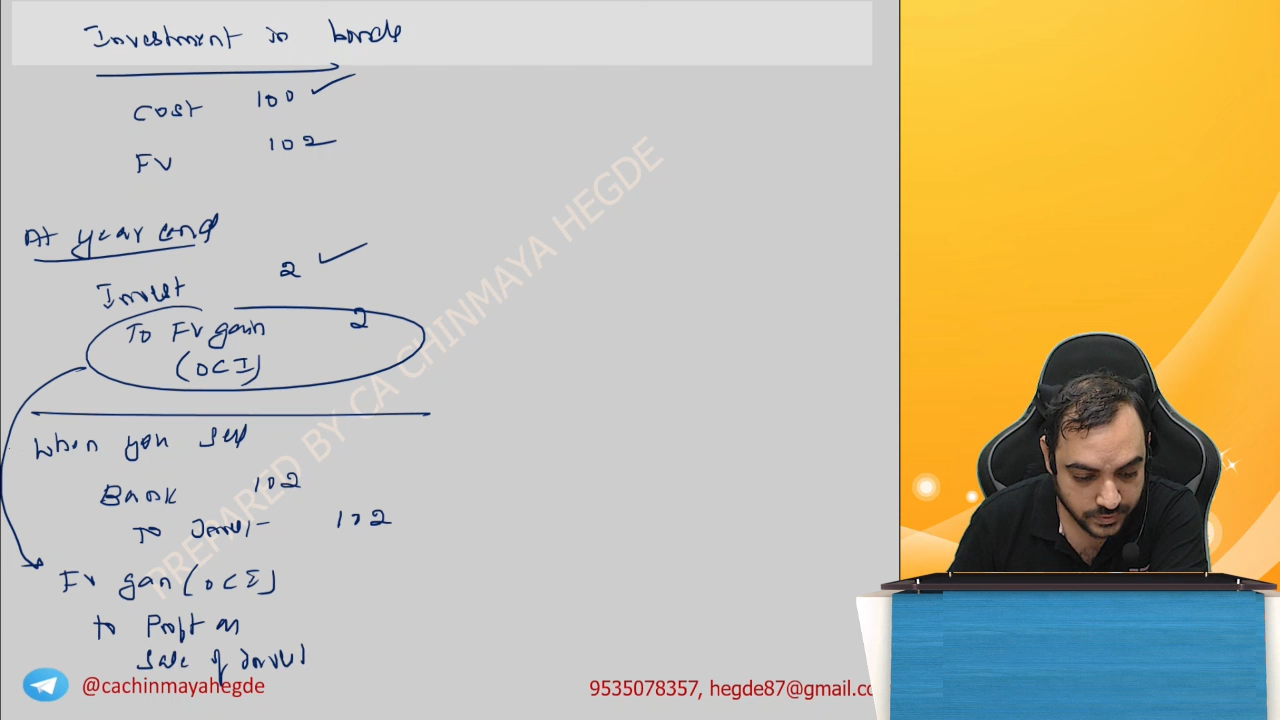 Investment in bonds
Cost 100
FV 102
At year end
Invest 2
To FV gain 2
(OCI)
When you sell
Bank 102
To Invest 102
FV gain (OCI)
to Profit on
Sale of Invest
PREPARED BY CA CHINMAYA HEGDE
@cachinmayahegde
9535078357, hegde87@gmail.co